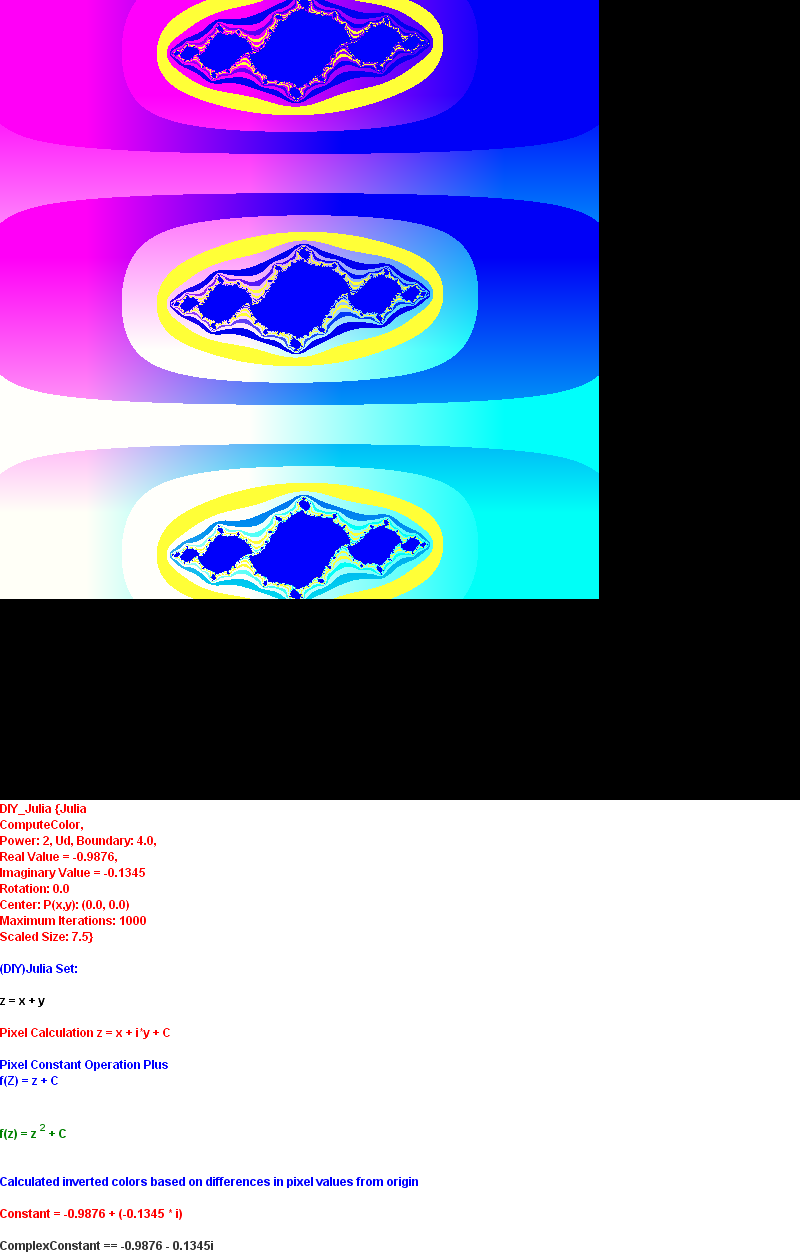 DIY_Julia {Julia
ComputeColor,
Power: 2, Ud, Boundary: 4.0,
Real Value = -0.9876,
Imaginary Value = -0.1345
Rotation: 0.0
Center: P(x,y): (0.0, 0.0)
Maximum Iterations: 1000
Scaled Size: 7.5}
(DIY)Julia Set:
z = x + y
Pixel Calculation z = x + i*y + C
Pixel Constant Operation Plus
f(Z) = z + C
f(z) = z 2 + C
Calculated inverted colors based on differences in pixel values from origin
Constant = -0.9876 + (-0.1345 * i)
ComplexConstant == -0.9876 - 0.1345i